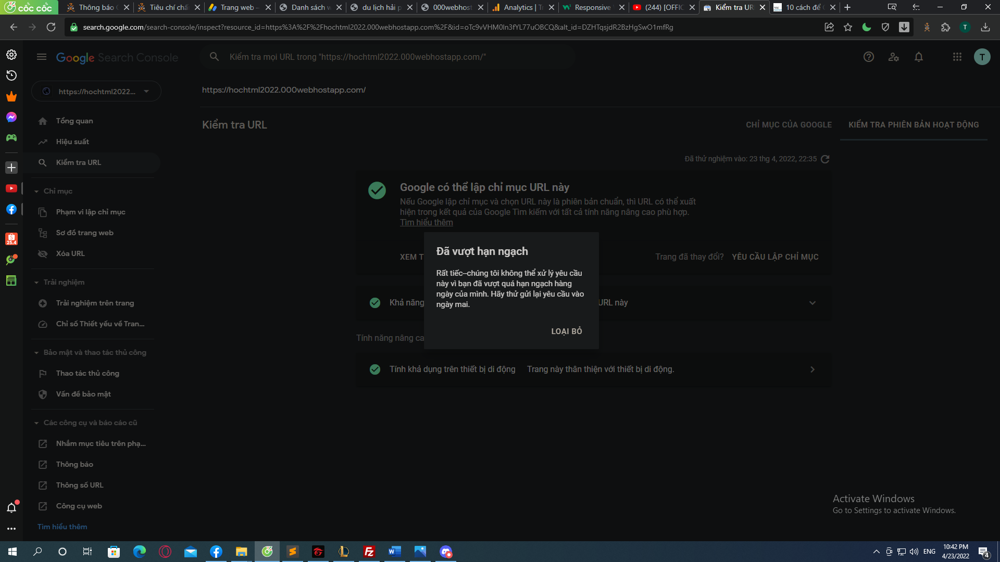 cốc cốc
Thông báo
Tiêu chí chấ
Trang web –
Danh sách w
du lịch hải p
000webhost
Analytics | T
Responsive
(244) [OFFIC
Kiểm tra UR
10 cách để
search.google.com/search-console/inspect?resource_id=https%3A%2F%2Fhochtml2022.000webhostapp.com%2F&id=oTc9vVHM0In3fYL77uOBCQ&alt_id=DZHTqsjdR2BzHgSwO1mfRg
T
Google Search Console
Kiểm tra mọi URL trong "https://hochtml2022.000webhostapp.com/"
T
https://hochtml2022...
https://hochtml2022.000webhostapp.com/
Tổng quan
Hiệu suất
Kiểm tra URL
Chỉ mục
Phạm vi lập chỉ mục
Sơ đồ trang web
Xóa URL
Trải nghiệm
Trải nghiệm trên trang
Chỉ số Thiết yếu về Tran...
Bảo mật và thao tác thủ công
Thao tác thủ công
Vấn đề bảo mật
Các công cụ và báo cáo cũ
Nhắm mục tiêu trên phạ...
Thông báo
Thông số URL
Công cụ web
Tìm hiểu thêm
25.4
Kiểm tra URL
CHỈ MỤC CỦA GOOGLE
KIỂM TRA PHIÊN BẢN HOẠT ĐỘNG
Đã thử nghiệm vào: 23 thg 4, 2022, 22:35
Google có thể lập chỉ mục URL này
Nếu Google lập chỉ mục và chọn URL này là phiên bản chuẩn, thì URL có thể xuất
hiện trong kết quả của Google Tìm kiếm với tất cả tính năng nâng cao phù hợp.
Tìm hiểu thêm
XEM T
Trang đã thay đổi?
YÊU CẦU LẬP CHỈ MỤC
Đã vượt hạn ngạch
Rất tiếc–chúng tôi không thể xử lý yêu cầu
này vì bạn đã vượt quá hạn ngạch hàng
ngày của mình. Hãy thử gửi lại yêu cầu vào
ngày mai.
LOẠI BỎ
Khả năng
URL này
Tính năng nâng ca
Tính khả dụng trên thiết bị di động
Trang này thân thiện với thiết bị di động.
Activate Windows
Go to Settings to activate Windows.
ENG
10:42 PM
4/23/2022
4